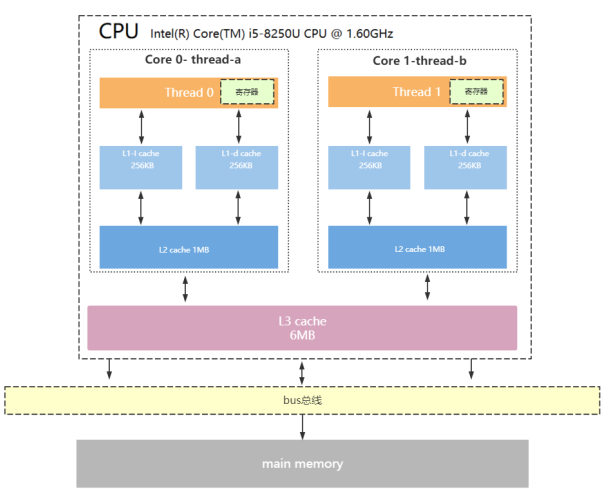 CPU Intel(R) Core(TM) i5-8250U CPU @ 1.60GHz
Core 0- thread-a
Core 1-thread-b
Thread 0
寄存器
Thread 1
寄存器
L1-I cache
256KB
L1-d cache
256KB
L1-I cache
256KB
L1-d cache
256KB
L2 cache 1MB
L2 cache 1MB
L3 cache
6MB
bus总线
main memory